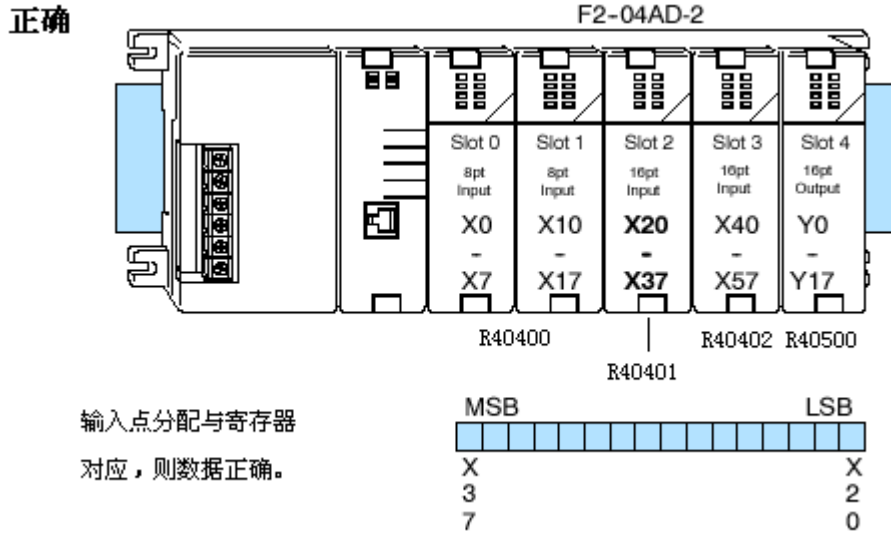 正确
F2-04AD-2
Slot 0 Slot 1 Slot 2 Slot 3 Slot 4
8pt 8pt 16pt 16pt 16pt
Input Input Input Input Output
X0 X10 X20 X40 Y0
- - - - -
X7 X17 X37 X57 Y17
R40400 R40402 R40500
R40401
MSB LSB
输入点分配与寄存器
对应，则数据正确。
X X
3 2
7 0